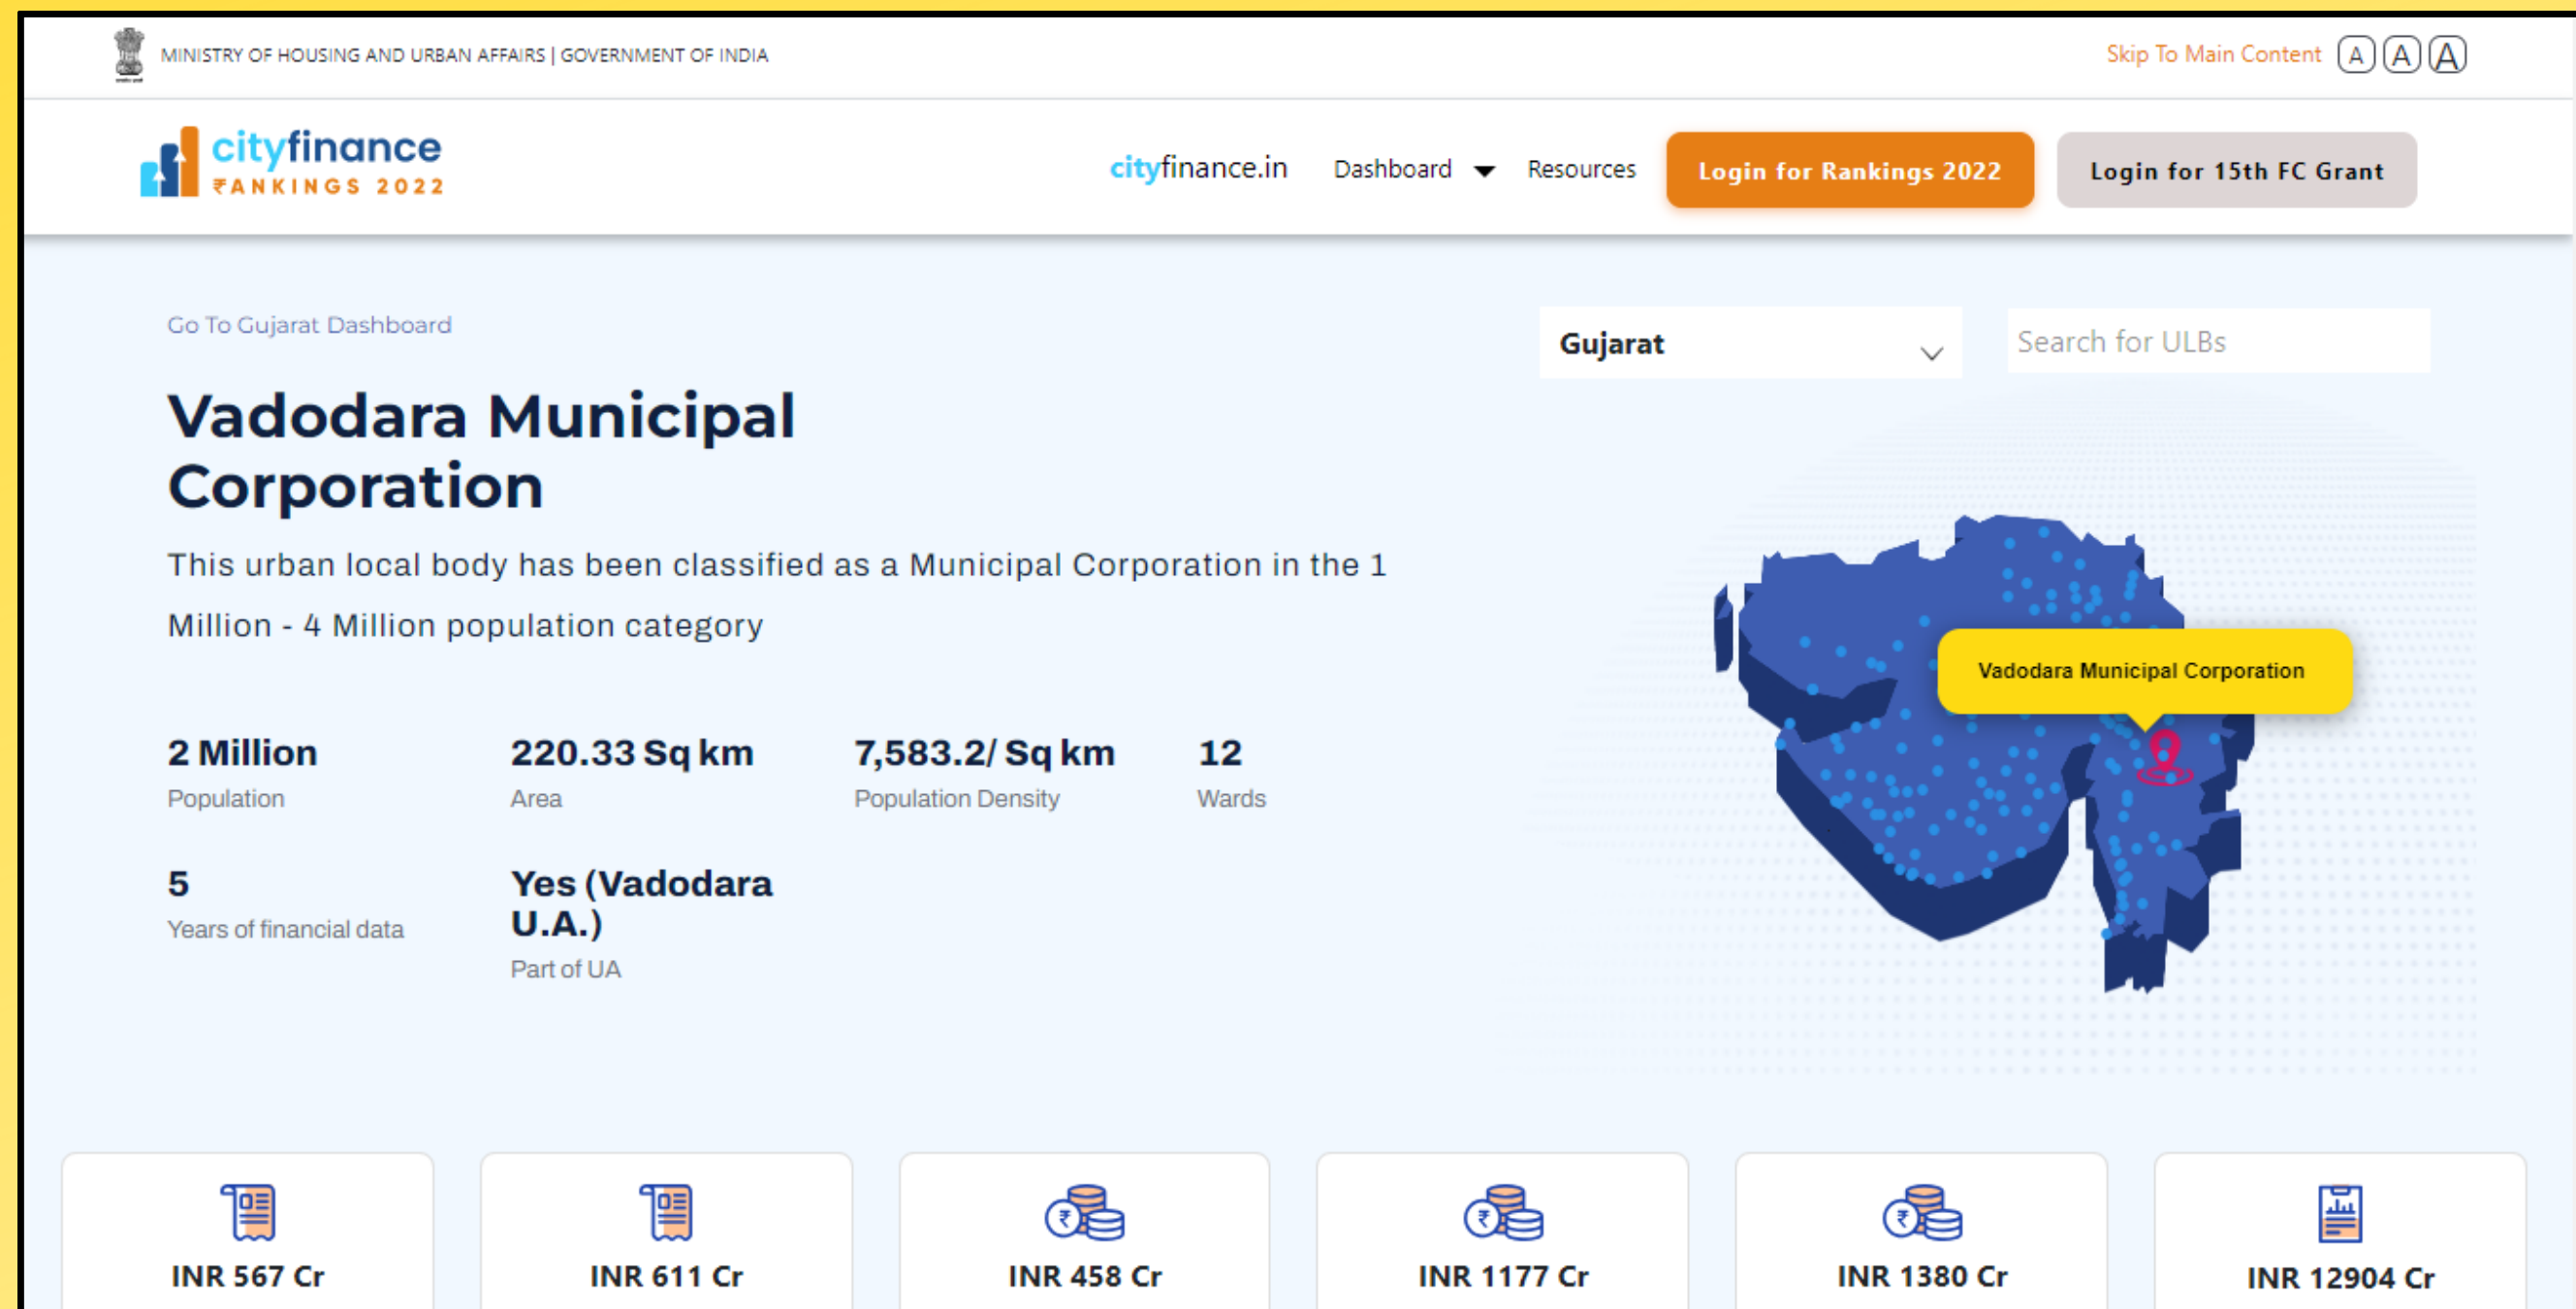 MINISTRY OF HOUSING AND URBAN AFFAIRS | GOVERNMENT OF INDIA
Skip To Main Content A A A
cityfinance
₹ANKINGS 2022
cityfinance.in Dashboard Resources Login for Rankings 2022 Login for 15th FC Grant
Go To Gujarat Dashboard
Gujarat
Search for ULBs
Vadodara Municipal
Corporation
This urban local body has been classified as a Municipal Corporation in the 1
Million - 4 Million population category
Vadodara Municipal Corporation
2 Million 220.33 Sq km 7,583.2/ Sq km 12
Population Area Population Density Wards
5
Years of financial data
Yes (Vadodara
U.A.)
Part of UA
INR 567 Cr INR 611 Cr INR 458 Cr INR 1177 Cr INR 1380 Cr INR 12904 Cr